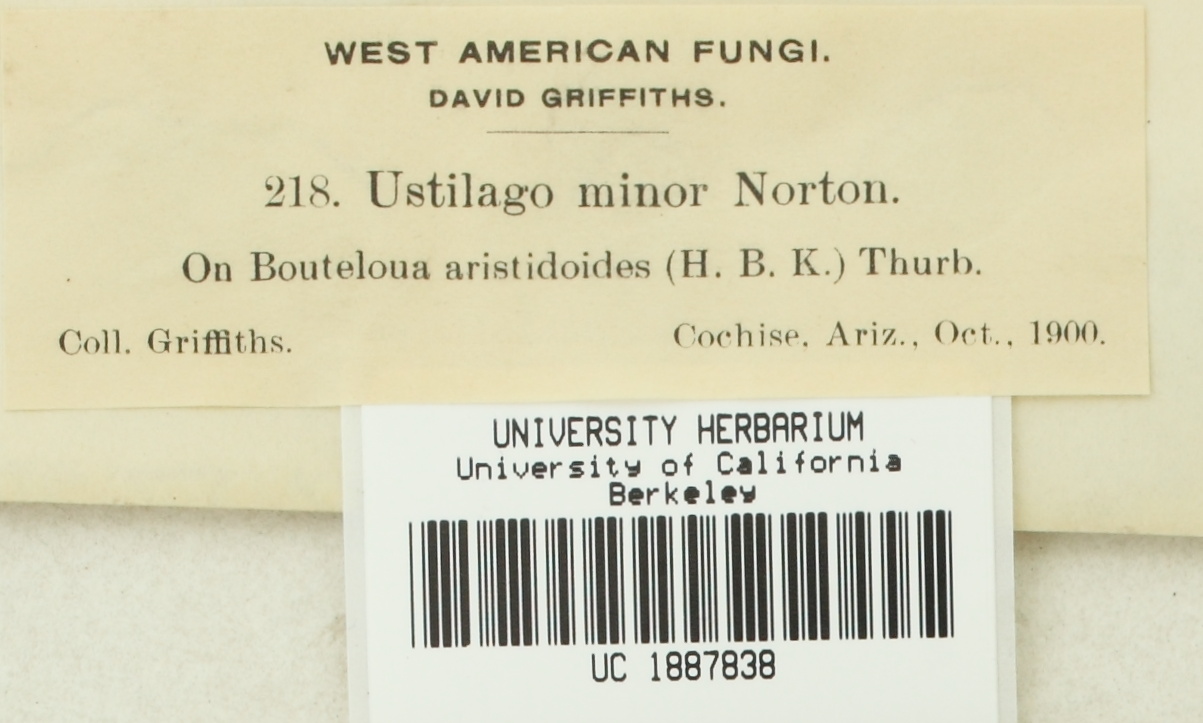 WEST AMERICAN FUNGI.
DAVID GRIFFITHS.
218. Ustilago minor Norton.
On Bouteloua aristidoides (H. B. K.) Thurb.
Coll. Griffiths. Cochise, Ariz., Oct., 1900.
UNIVERSITY HERBARIUM
University of California
Berkeley
UC 1887838